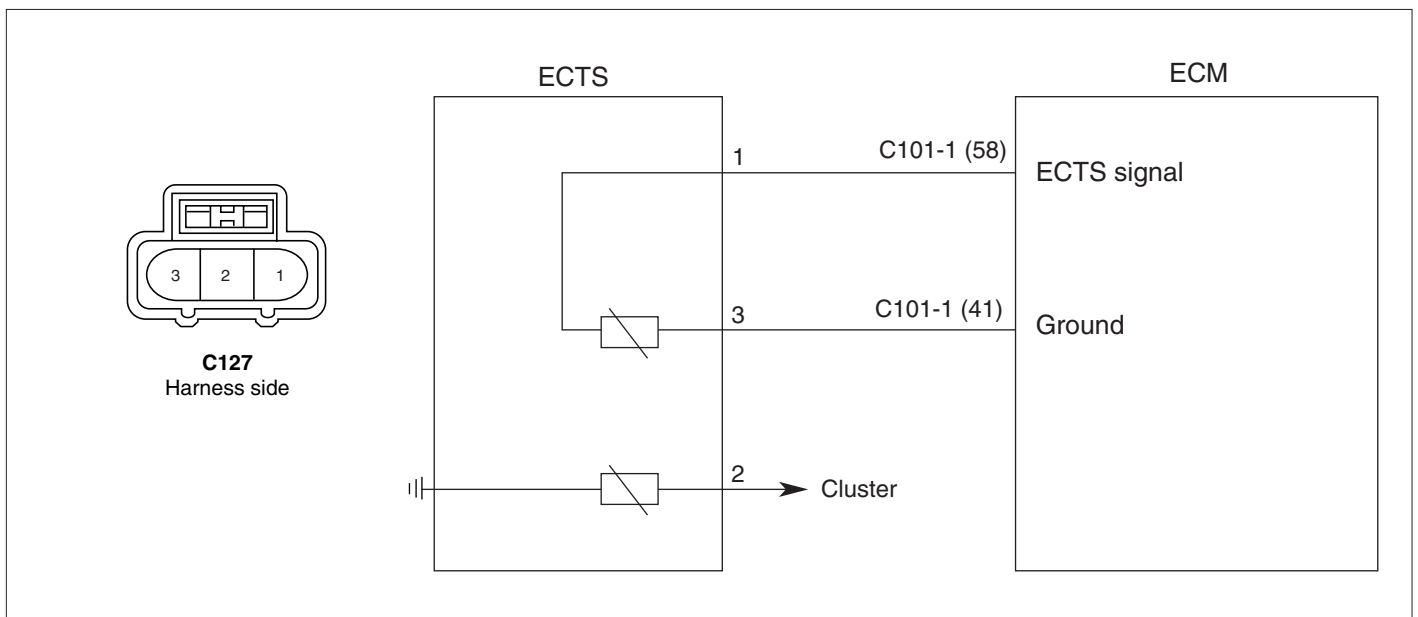 ECTS
ECM
1
C101-1 (58)
ECTS signal
3 2 1
3
C101-1 (41)
Ground
C127
Harness side
2
Cluster